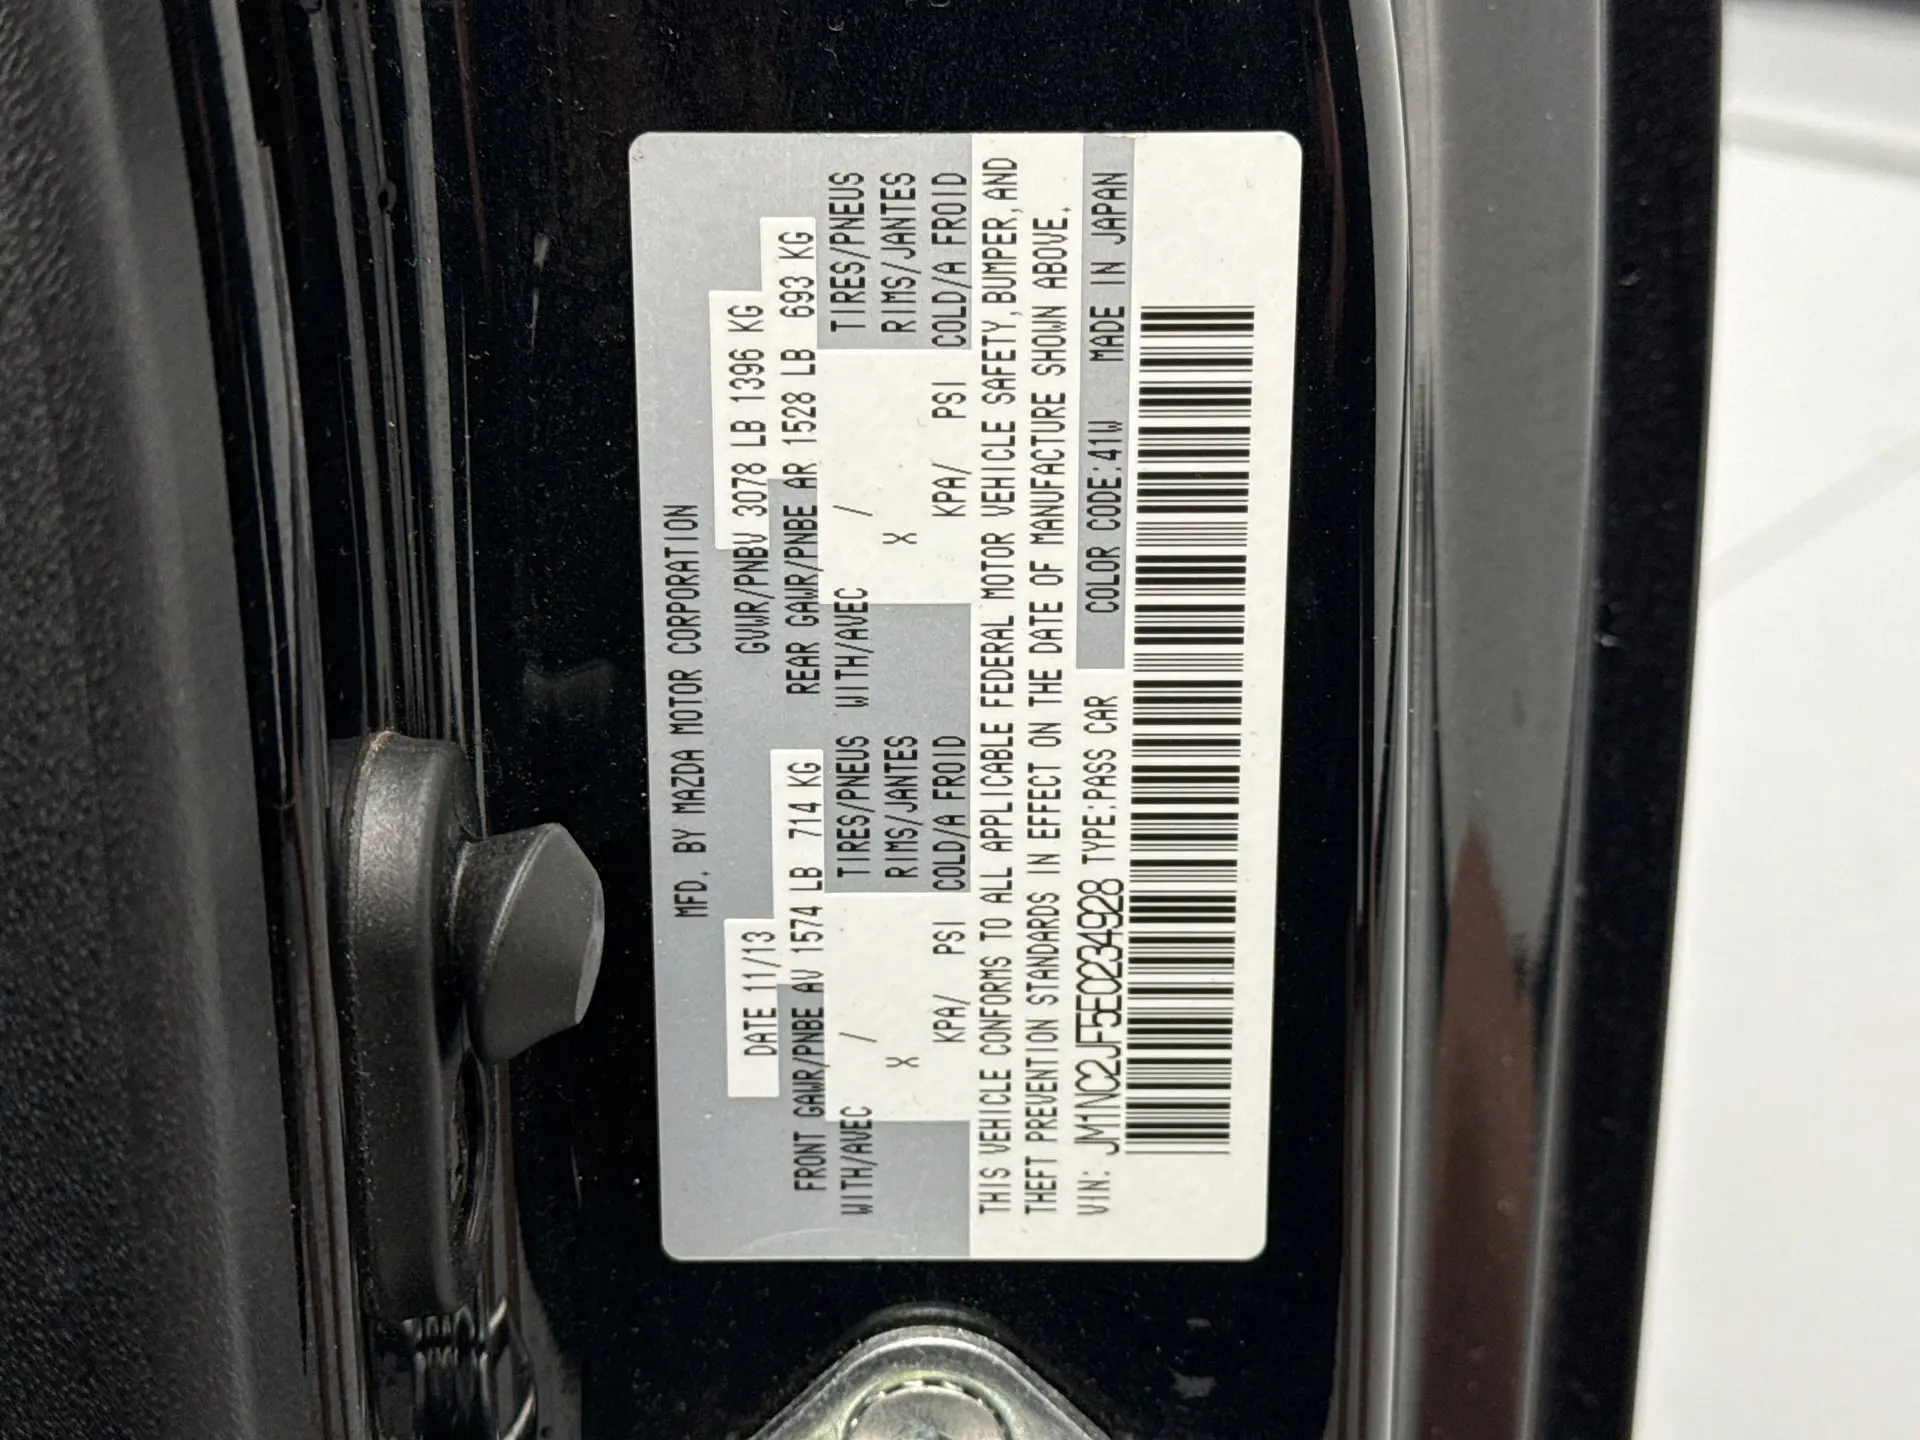 MFD. BY MAZDA MOTOR CORPORATION
DATE 11/13 GVWR/PNBV 3078 LB 1396 KG
FRONT GAWR/PNBE AV 1574 LB 714 KG REAR GAWR/PNBE AR 1528 LB 693 KG
WITH/AVEC / TIRES/PNEUS WITH/AVEC / TIRES/PNEUS
X RIMS/JANTES X RIMS/JANTES
KPA/ PSI COLD/A FROID KPA/ PSI COLD/A FROID
THIS VEHICLE CONFORMS TO ALL APPLICABLE FEDERAL MOTOR VEHICLE SAFETY,BUMPER,AND
THEFT PREVENTION STANDARDS IN EFFECT ON THE DATE OF MANUFACTURE SHOWN ABOVE.
VIN: JM1NC2JF5E0234928 TYPE:PASS CAR COLOR CODE:41W MADE IN JAPAN